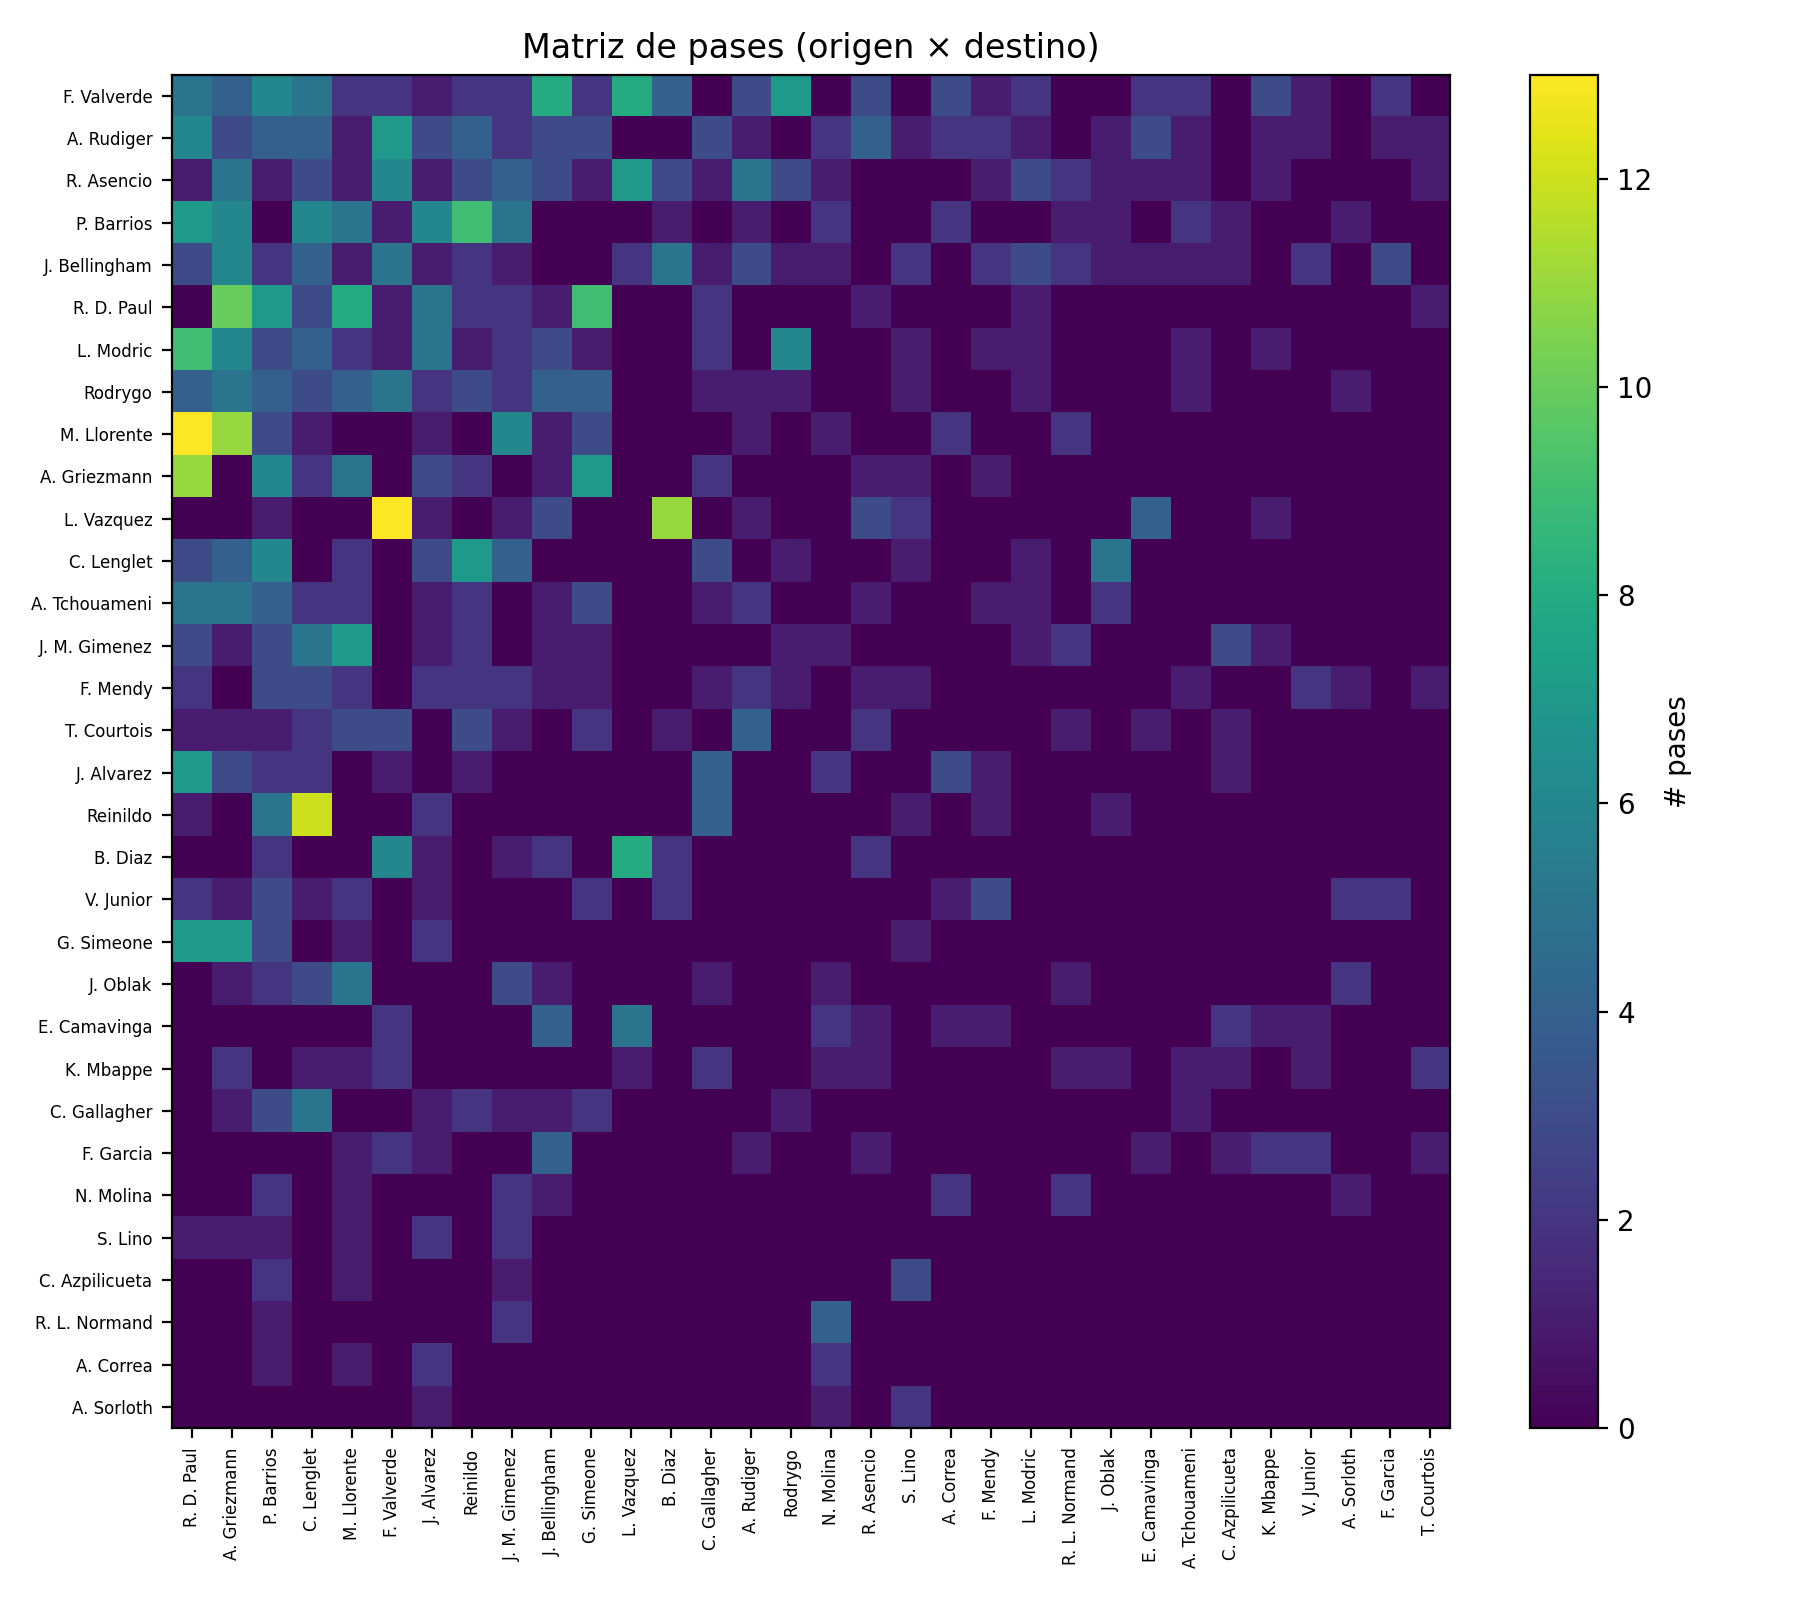 Matriz de pases (origen × destino)
F. Valverde
A. Rudiger
R. Asencio
P. Barrios
J. Bellingham
R. D. Paul
L. Modric
Rodrygo
M. Llorente
A. Griezmann
L. Vazquez
C. Lenglet
A. Tchouameni
J. M. Gimenez
F. Mendy
T. Courtois
J. Alvarez
Reinildo
B. Diaz
V. Junior
G. Simeone
J. Oblak
E. Camavinga
K. Mbappe
C. Gallagher
F. Garcia
N. Molina
S. Lino
C. Azpilicueta
R. L. Normand
A. Correa
A. Sorloth
R. D. Paul
A. Griezmann
P. Barrios
C. Lenglet
M. Llorente
F. Valverde
J. Alvarez
Reinildo
J. M. Gimenez
J. Bellingham
G. Simeone
L. Vazquez
B. Diaz
C. Gallagher
A. Rudiger
Rodrygo
N. Molina
R. Asencio
S. Lino
A. Correa
F. Mendy
L. Modric
R. L. Normand
J. Oblak
E. Camavinga
A. Tchouameni
C. Azpilicueta
K. Mbappe
V. Junior
A. Sorloth
F. Garcia
T. Courtois
12
10
8
6
4
2
0
# pases